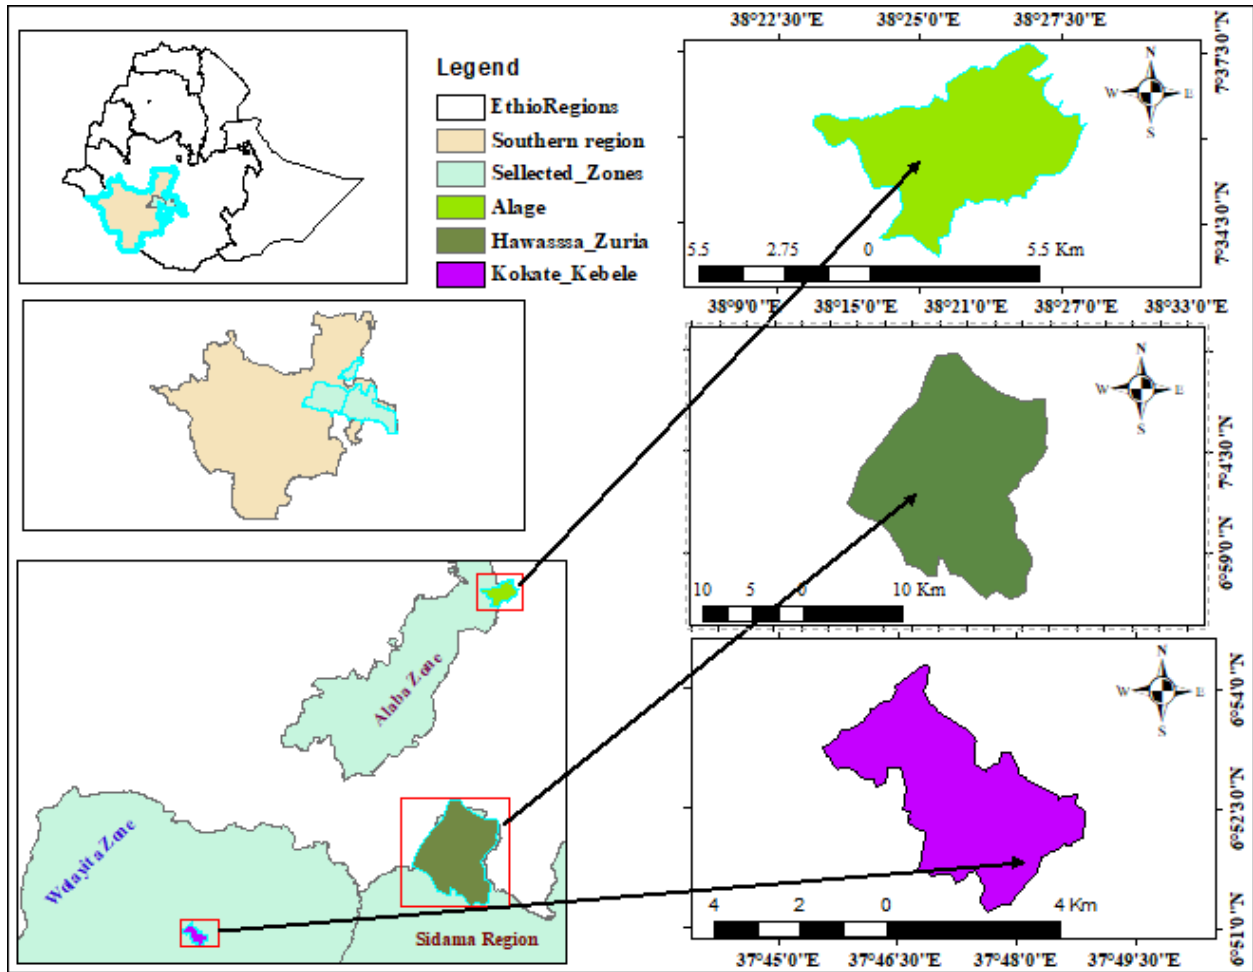 Legend
EthioRegions
Southern region
Sellected_Zones
Alage
Hawasssa_Zuria
Kokate_Kebele
38°22'30"E 38°25'0"E 38°27'30"E
7°37'30"N
7°34'30"N
N
W E
S
5.5 2.75 0 5.5 Km
38°9'0"E 38°15'0"E 38°21'0"E 38°27'0"E 38°33'0"E
N
W E
S
7°4'30"N
6°59'0"N
10 5 0 10 Km
Alaba Zone
Wolayita Zone
Sidama Region
N
W E
S
6°54'0"N
6°52'30"N
6°51'0"N
4 2 0 4 Km
37°45'0"E 37°46'30"E 37°48'0"E 37°49'30"E